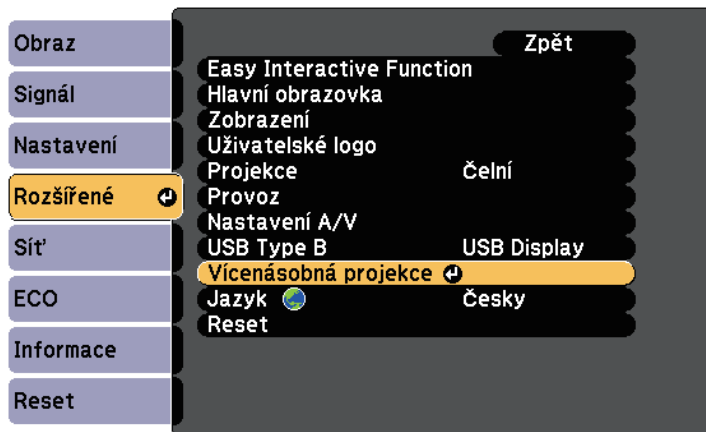 Obraz
Signál
Nastavení
Rozšířené
Síť
ECO
Informace
Reset
Zpět
Easy Interactive Function
Hlavní obrazovka
Zobrazení
Uživatelské logo
Projekce Čelní
Provoz
Nastavení A/V
USB Type B USB Display
Vícenásobná projekce
Jazyk Česky
Reset